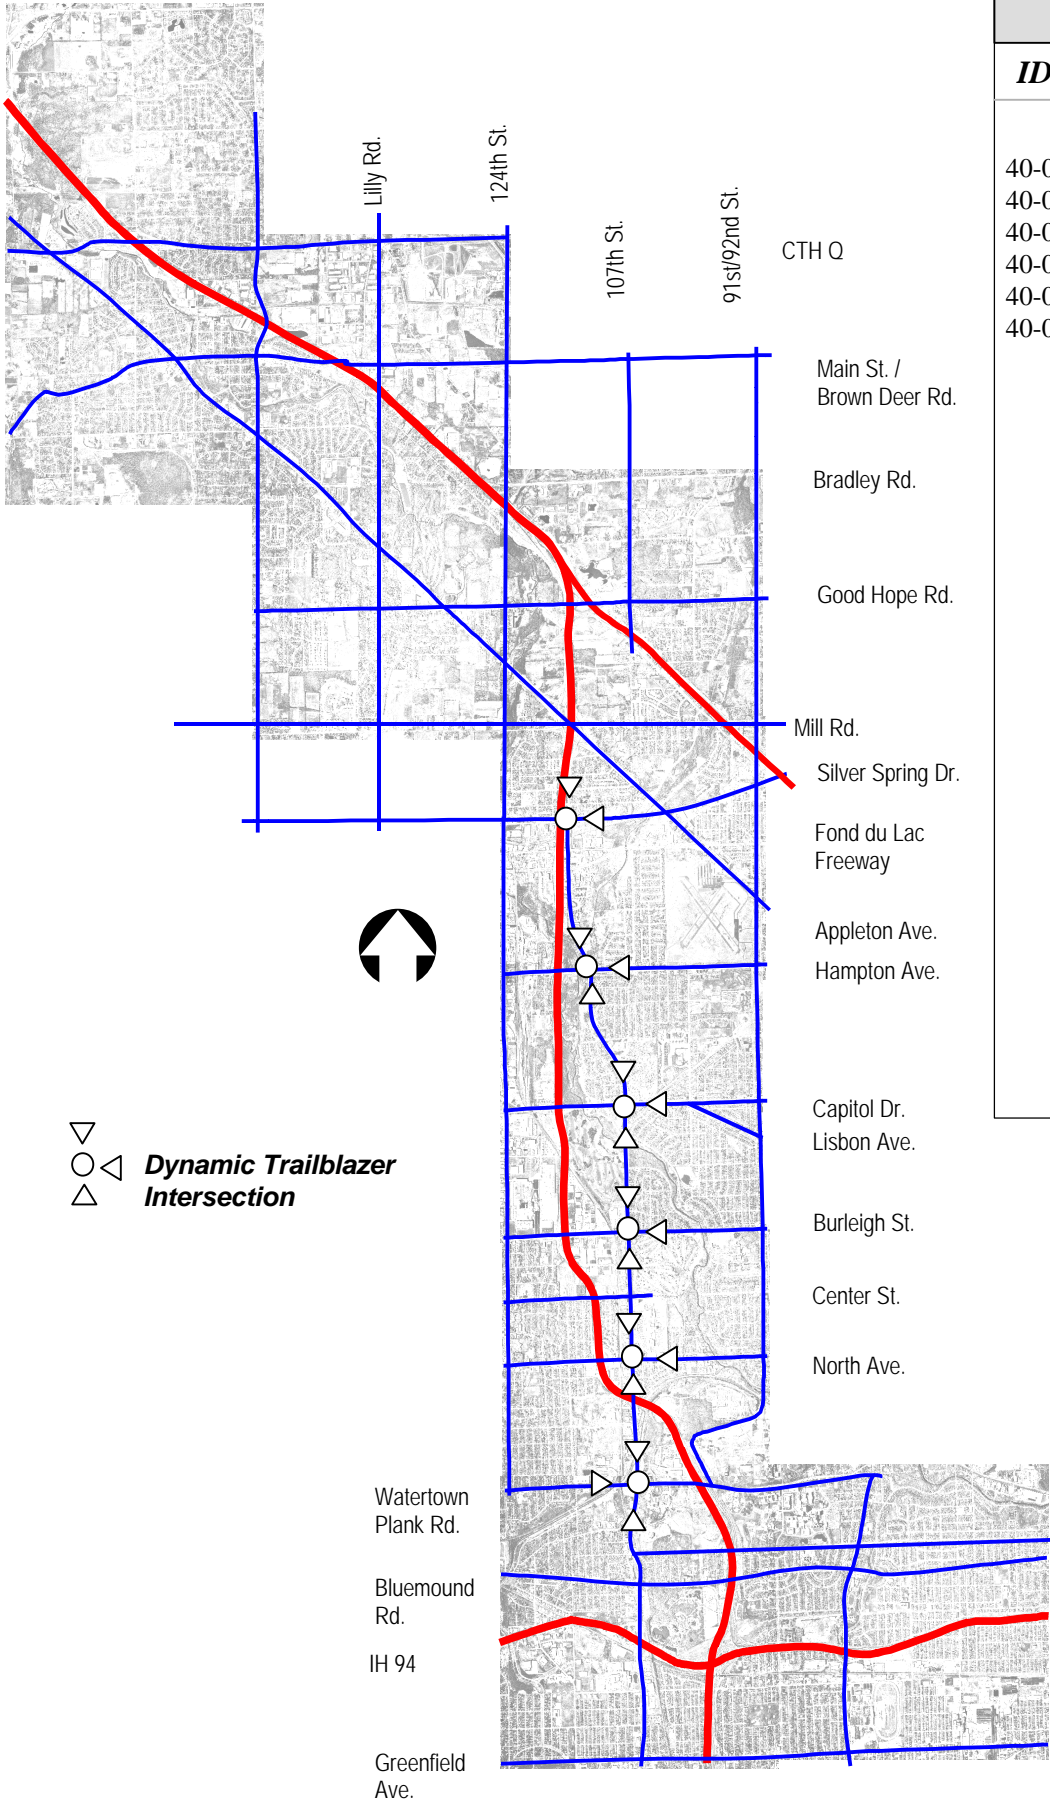 ID
40-0
40-0
40-0
40-0
40-0
40-0
Lilly Rd.
124th St.
107th St.
91st/92nd St.
CTH Q
Main St. /
Brown Deer Rd.
Bradley Rd.
Good Hope Rd.
Mill Rd.
Silver Spring Dr.
Fond du Lac
Freeway
Appleton Ave.
Hampton Ave.
Capitol Dr.
Lisbon Ave.
Dynamic Trailblazer
Intersection
Burleigh St.
Center St.
North Ave.
Watertown
Plank Rd.
Bluemound
Rd.
IH 94
Greenfield
Ave.